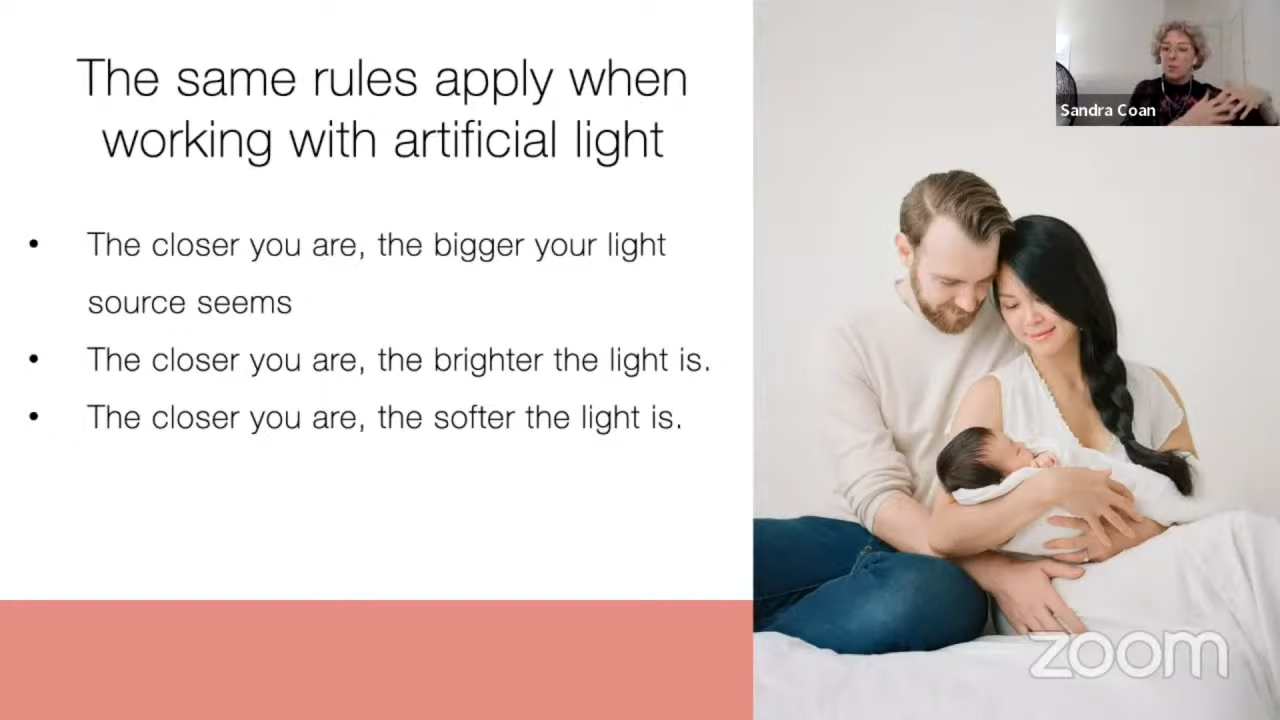 The same rules apply when
working with artificial light
• The closer you are, the bigger your light
source seems
• The closer you are, the brighter the light is.
• The closer you are, the softer the light is.
Sandra Coan
zoom